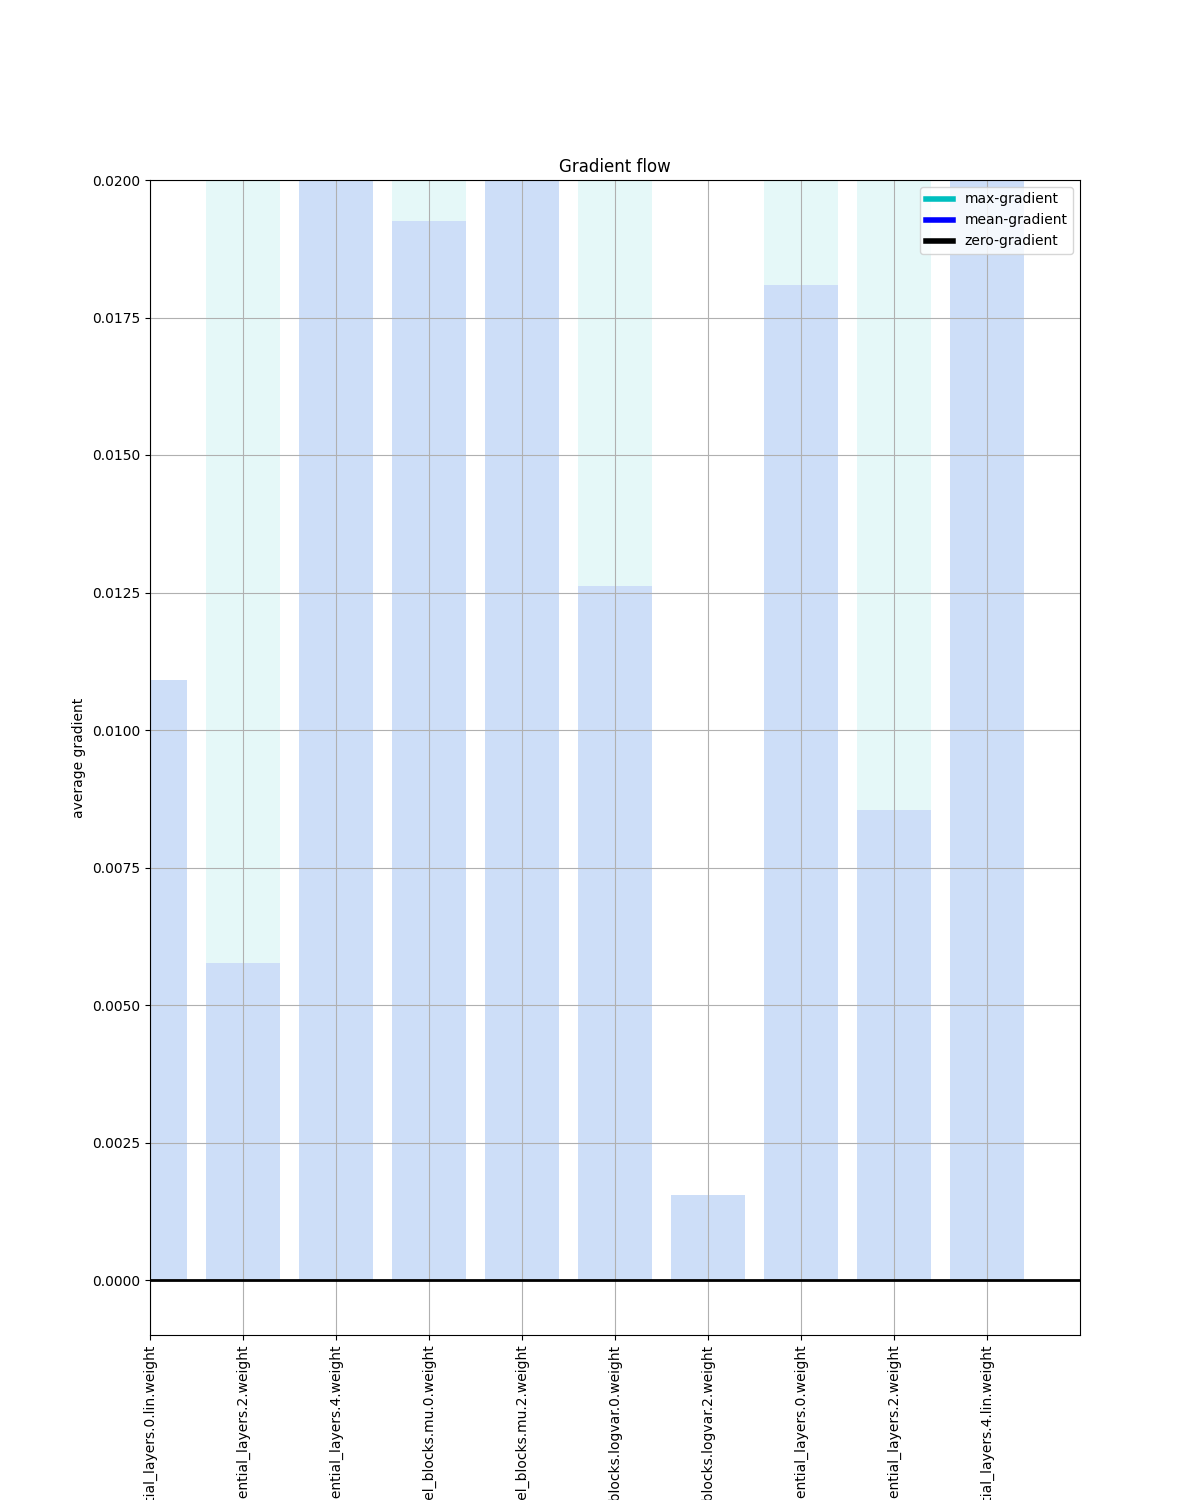 Gradient flow
max-gradient
mean-gradient
zero-gradient
average gradient
0.0200
0.0175
0.0150
0.0125
0.0100
0.0075
0.0050
0.0025
0.0000
tial_layers.0.lin.weight
ential_layers.2.weight
ential_layers.4.weight
el_blocks.mu.0.weight
el_blocks.mu.2.weight
blocks.logvar.0.weight
blocks.logvar.2.weight
ential_layers.0.weight
ential_layers.2.weight
tial_layers.4.lin.weight